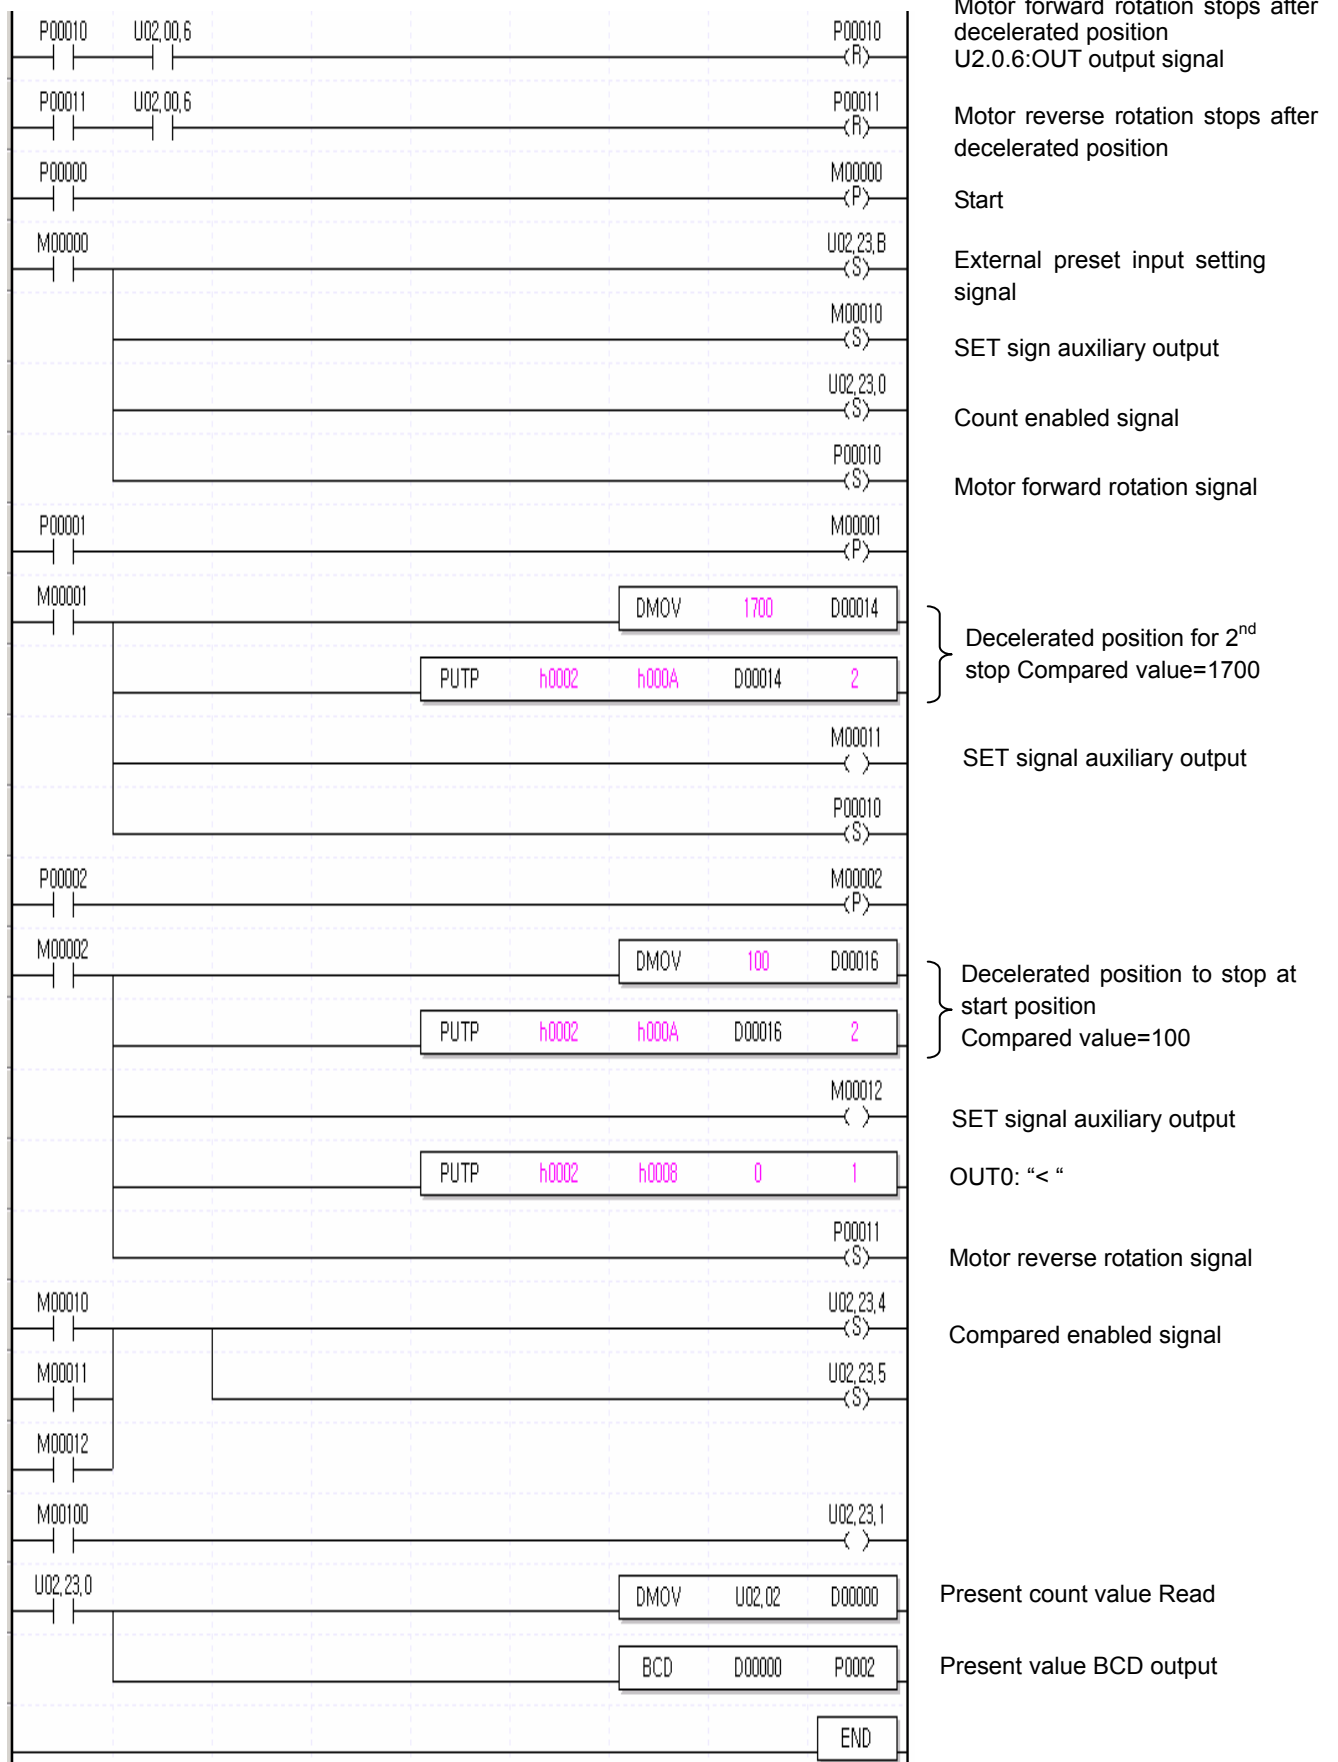 Motor forward rotation stops after
P00010 U02,00,6 P00010 decelerated position
(R) U2.0.6:OUT output signal
P00011 U02,00,6 P00011
(R) Motor reverse rotation stops after
decelerated position
P00000 M00000
(P) Start
M00000 U02,23,B
(S) External preset input setting
signal
M00010
(S) SET sign auxiliary output
U02,23,0
(S) Count enabled signal
P00010
(S) Motor forward rotation signal
P00001 M00001
(P)
M00001 DMOV 1700 D00014
Decelerated position for 2nd
stop Compared value=1700
PUTP h0002 h000A D00014 2
M00011
( ) SET signal auxiliary output
P00010
(S)
P00002 M00002
(P)
M00002 DMOV 100 D00016
Decelerated position to stop at
start position
Compared value=100
PUTP h0002 h000A D00016 2
M00012
( ) SET signal auxiliary output
PUTP h0002 h0008 0 1 OUT0: “< “
P00011
(S) Motor reverse rotation signal
M00010 U02,23,4
(S) Compared enabled signal
M00011 U02,23,5
(S)
M00012
M00100 U02,23,1
( )
U02,23,0 DMOV U02,02 D00000 Present count value Read
BCD D00000 P0002 Present value BCD output
END